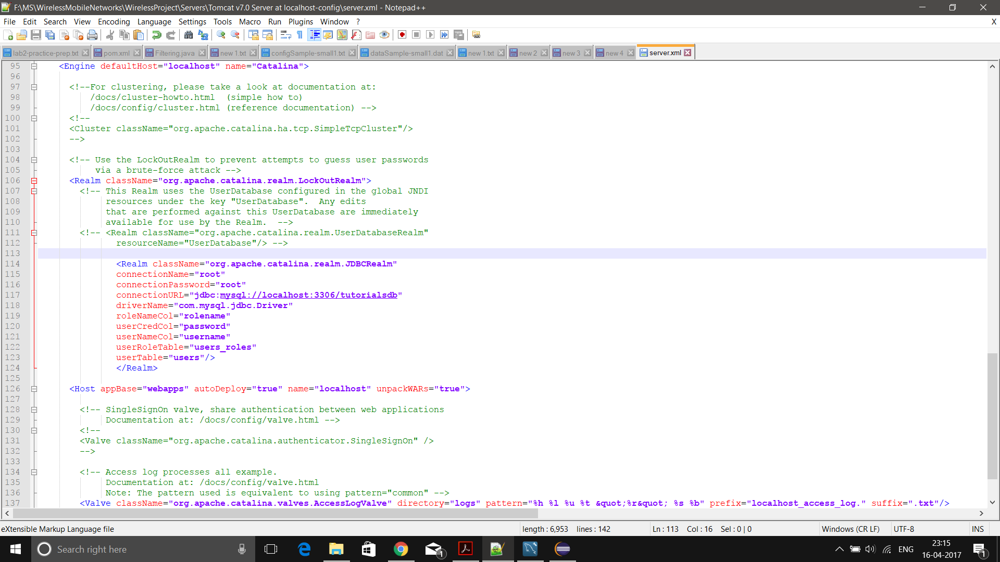 F:\MS\WirelessMobileNetworks\WirelessProject\Servers\Tomcat v7.0 Server at localhost-config\server.xml - Notepad++
File Edit Search View Encoding Language Settings Tools Macro Run Plugins Window ? X
lab2-practice-prep.txt pom.xml Filtering.java new 1.txt configSample-small1.txt dataSample-small1.dat new 1.txt new 2 new 3 new 4 server.xml
95 <Engine defaultHost="localhost" name="Catalina">
96
97 <!--For clustering, please take a look at documentation at:
98 /docs/cluster-howto.html  (simple how to)
99 /docs/config/cluster.html (reference documentation) -->
100 <!--
101 <Cluster className="org.apache.catalina.ha.tcp.SimpleTcpCluster"/>
102 -->
103
104 <!-- Use the LockOutRealm to prevent attempts to guess user passwords
105 via a brute-force attack -->
106 <Realm className="org.apache.catalina.realm.LockOutRealm">
107 <!-- This Realm uses the UserDatabase configured in the global JNDI
108 resources under the key "UserDatabase".  Any edits
109 that are performed against this UserDatabase are immediately
110 available for use by the Realm.  -->
111 <!-- <Realm className="org.apache.catalina.realm.UserDatabaseRealm"
112 resourceName="UserDatabase"/> -->
113
114 <Realm className="org.apache.catalina.realm.JDBCRealm"
115 connectionName="root"
116 connectionPassword="root"
117 connectionURL="jdbc:mysql://localhost:3306/tutorialsdb"
118 driverName="com.mysql.jdbc.Driver"
119 roleNameCol="rolename"
120 userCredCol="password"
121 userNameCol="username"
122 userRoleTable="users_roles"
123 userTable="users"/>
124 </Realm>
125
126 <Host appBase="webapps" autoDeploy="true" name="localhost" unpackWARs="true">
127
128 <!-- SingleSignOn valve, share authentication between web applications
129 Documentation at: /docs/config/valve.html -->
130 <!--
131 <Valve className="org.apache.catalina.authenticator.SingleSignOn" />
132 -->
133
134 <!-- Access log processes all example.
135 Documentation at: /docs/config/valve.html
136 Note: The pattern used is equivalent to using pattern="common" -->
137 <Valve className="org.apache.catalina.valves.AccessLogValve" directory="logs" pattern="%h %l %u %t &quot;%r&quot; %s %b" prefix="localhost_access_log." suffix=".txt"/>
eXtensible Markup Language file length : 6,953 lines : 142 Ln : 113 Col : 16 Sel : 0 | 0 Windows (CR LF) UTF-8 INS
Search right here 1 ENG 23:15 1
16-04-2017